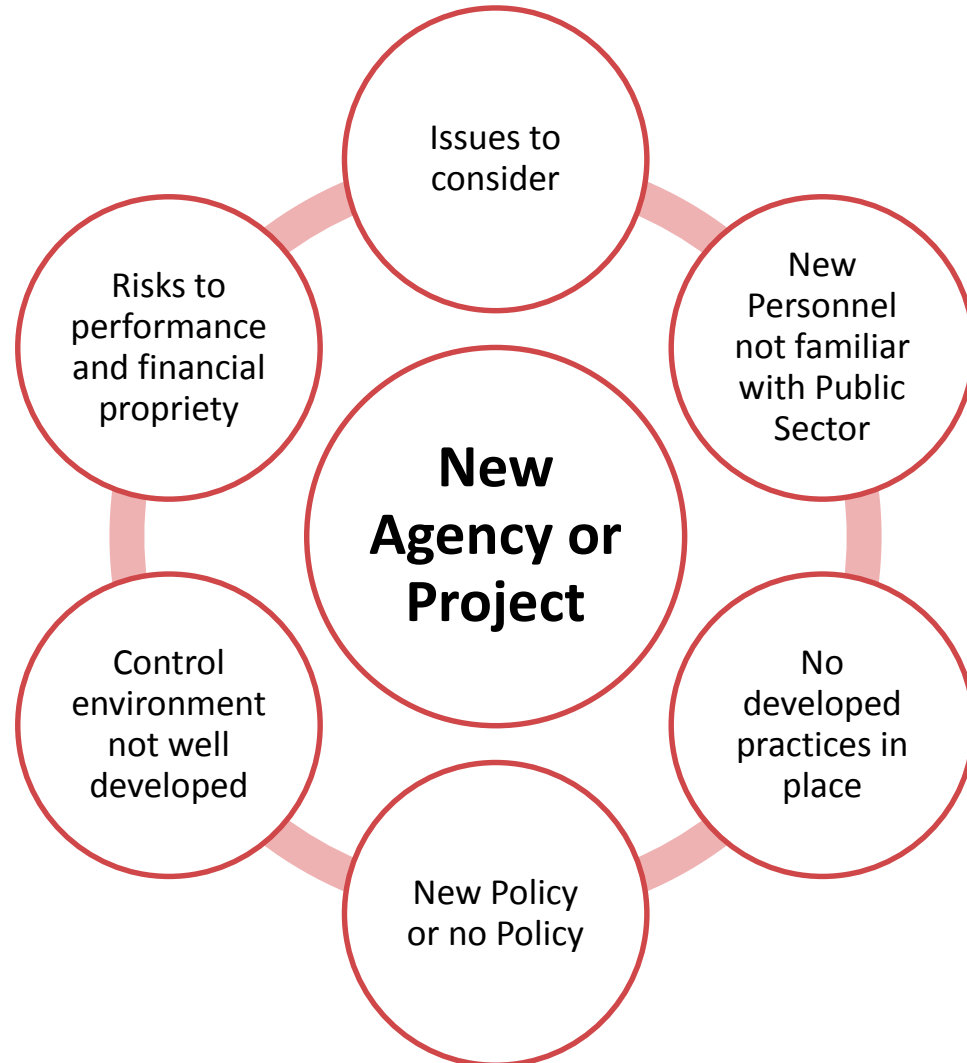 Issues to
consider
New
Personnel
not familiar
with Public
Sector
No
developed
practices in
place
New Policy
or no Policy
Control
environment
not well
developed
Risks to
performance
and financial
propriety
New
Agency or
Project